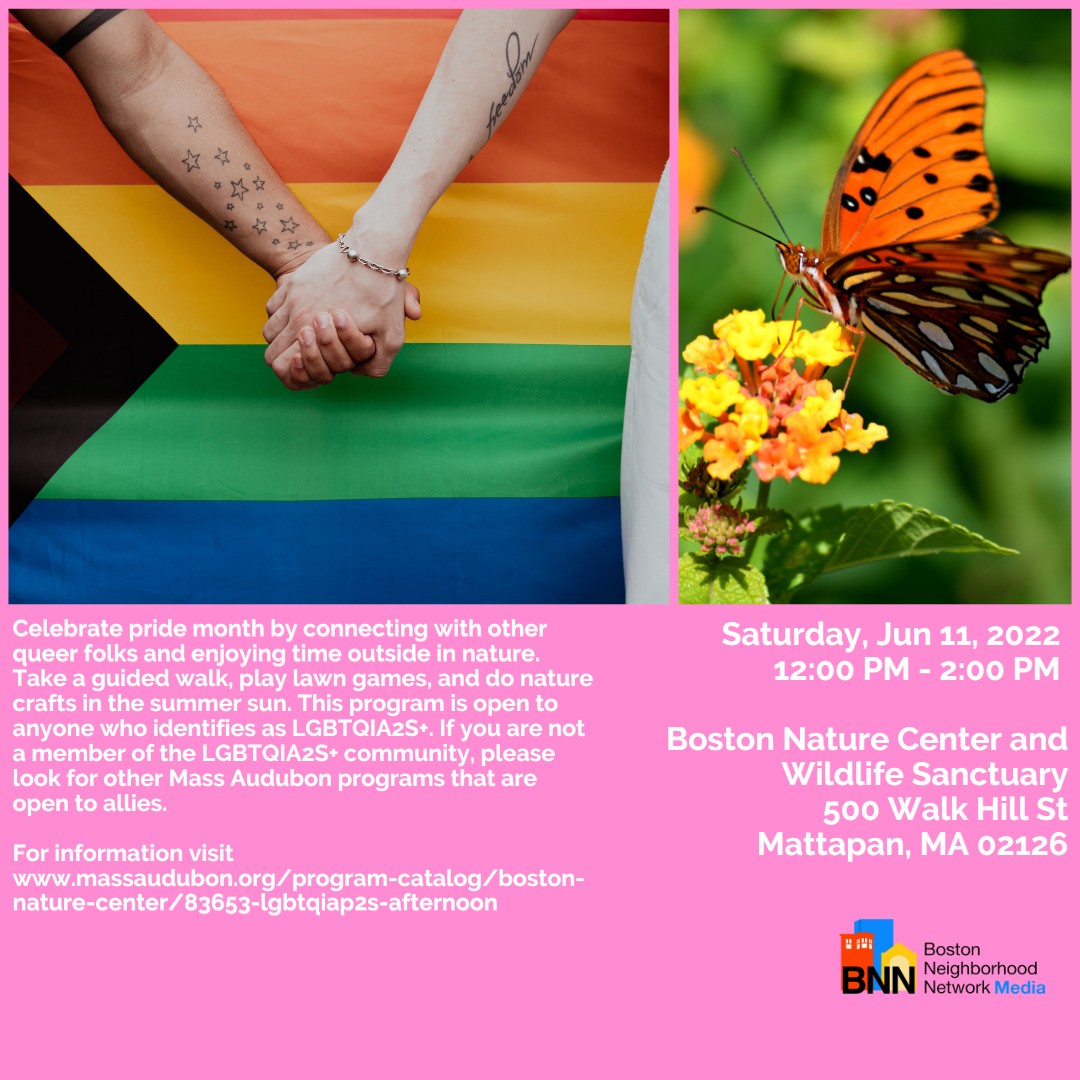 freedom
Celebrate pride month by connecting with other
queer folks and enjoying time outside in nature.
Take a guided walk, play lawn games, and do nature
crafts in the summer sun. This program is open to
anyone who identifies as LGBTQIA2S+. If you are not
a member of the LGBTQIA2S+ community, please
look for other Mass Audubon programs that are
open to allies.
For information visit
www.massaudubon.org/program-catalog/boston-
nature-center/83653-lgbtqiap2s-afternoon
Saturday, Jun 11, 2022
12:00 PM - 2:00 PM
Boston Nature Center and
Wildlife Sanctuary
500 Walk Hill St
Mattapan, MA 02126
BNN
Boston
Neighborhood
Network Media